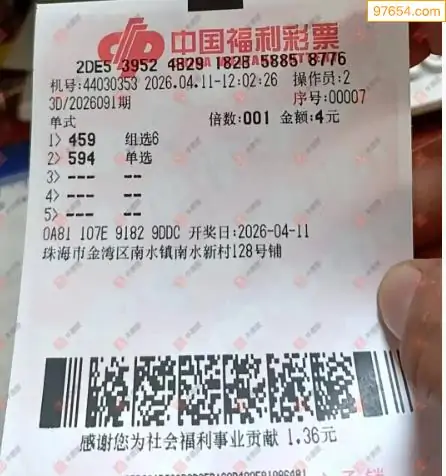 97654.com
中国福利彩票
2DE5 3952 4B29 182B 5885 8776
机号:44030353 2026.04.11-12:02:26 操作员:2
3D/2026091期 序号:00007
单式 倍数:001 金额:4元
1> 459 组选6
2> 594 单选
3> --- --
4> --- --
5> --- --
0A81 107E 9182 9DDC 开奖日:2026-04-11
珠海市金湾区南水镇南水新村128号铺
感谢您为社会福利事业贡献 1.36元